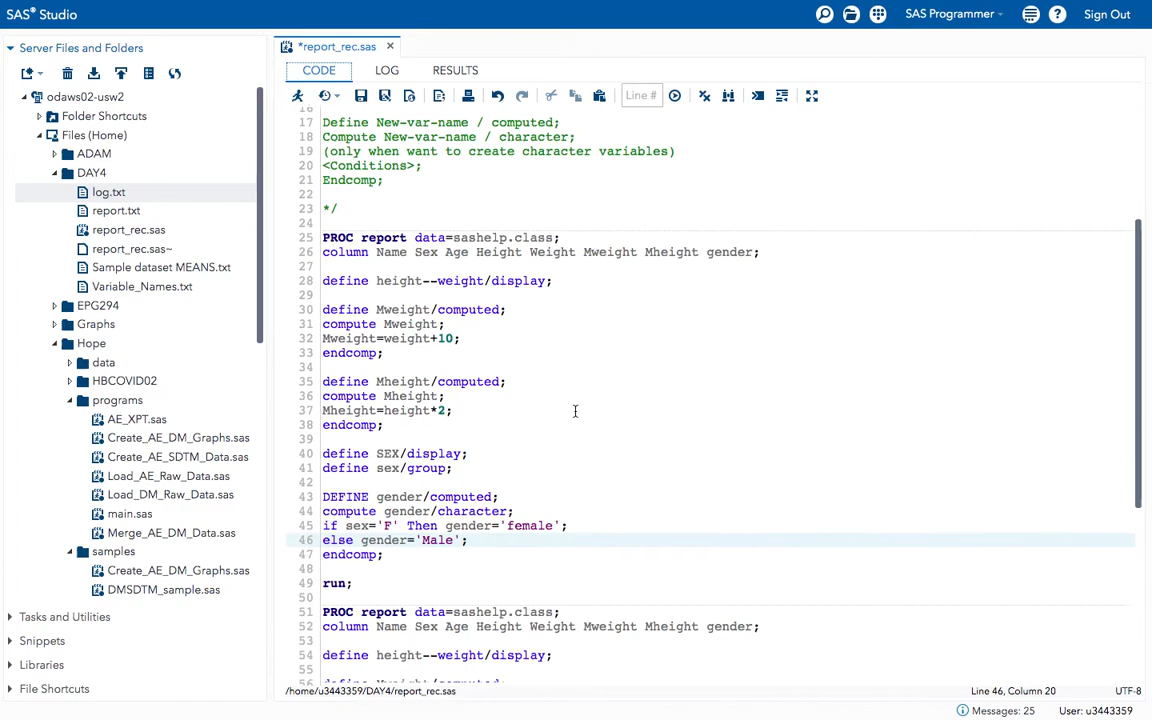 SAS® Studio
SAS Programmer
Sign Out
Server Files and Folders
odaws02-usw2
Folder Shortcuts
Files (Home)
ADAM
DAY4
log.txt
report.txt
report_rec.sas
report_rec.sas~
Sample dataset MEANS.txt
Variable_Names.txt
EPG294
Graphs
Hope
data
HBCOVID02
programs
AE_XPT.sas
Create_AE_DM_Graphs.sas
Create_AE_SDTM_Data.sas
Load_AE_Raw_Data.sas
Load_DM_Raw_Data.sas
main.sas
Merge_AE_DM_Data.sas
samples
Create_AE_DM_Graphs.sas
DMSDTM_sample.sas
Tasks and Utilities
Snippets
Libraries
File Shortcuts
*report_rec.sas
CODE LOG RESULTS
Line #
16
17 Define New-var-name / computed;
18 Compute New-var-name / character;
19 (only when want to create character variables)
20 <Conditions>;
21 Endcomp;
22
23 */
24
25 PROC report data=sashelp.class;
26 column Name Sex Age Height Weight Mweight Mheight gender;
27
28 define height--weight/display;
29
30 define Mweight/computed;
31 compute Mweight;
32 Mweight=weight+10;
33 endcomp;
34
35 define Mheight/computed;
36 compute Mheight;
37 Mheight=height*2;
38 endcomp;
39
40 define SEX/display;
41 define sex/group;
42
43 DEFINE gender/computed;
44 compute gender/character;
45 if sex='F' Then gender='female';
46 else gender='Male';
47 endcomp;
48
49 run;
50
51 PROC report data=sashelp.class;
52 column Name Sex Age Height Weight Mweight Mheight gender;
53
54 define height--weight/display;
55
56 define Mweight/computed;
/home/u3443359/DAY4/report_rec.sas
Line 46, Column 20
UTF-8
Messages: 25
User: u3443359